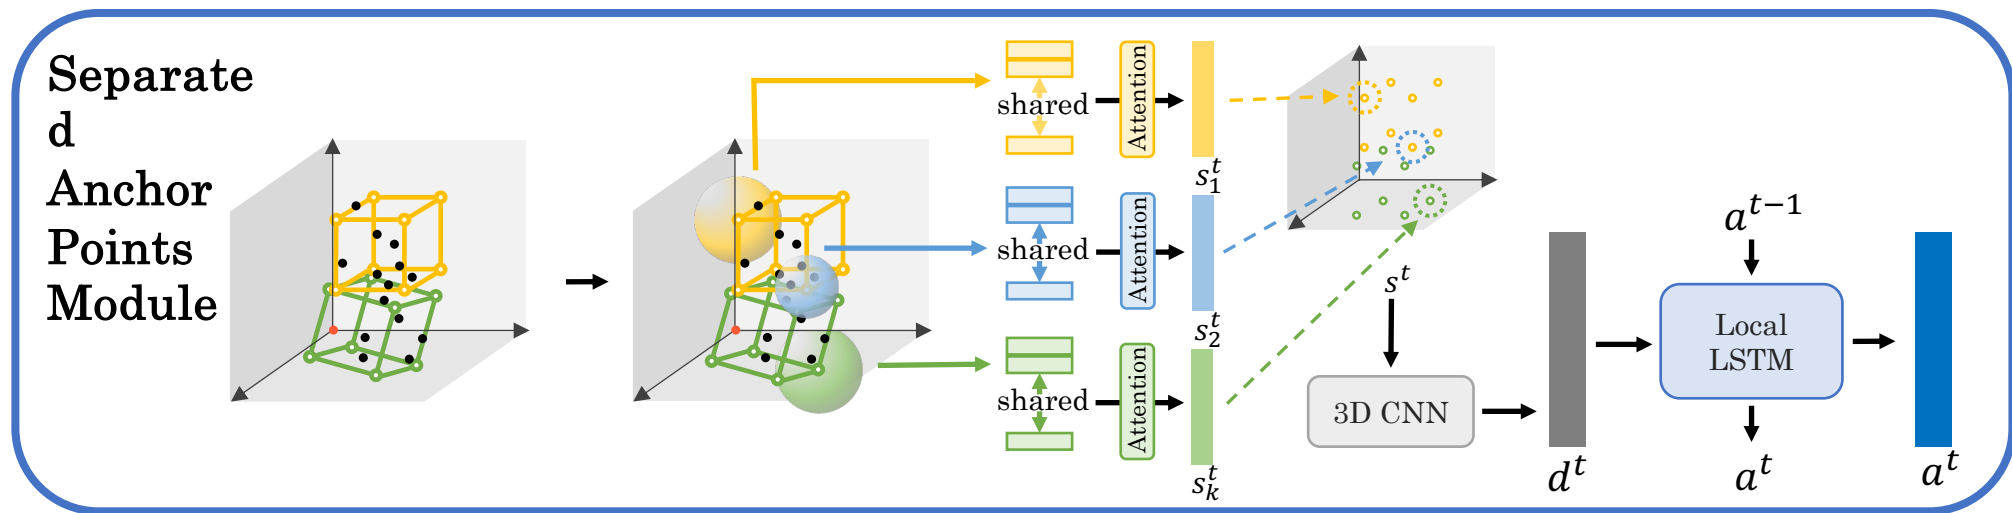 Separate
d
Anchor
Points
Module
shared
Attention
s_1^t
shared
Attention
s_2^t
shared
Attention
s_k^t
s^t
3D CNN
d^t
a^{t-1}
Local
LSTM
a^t
a^t